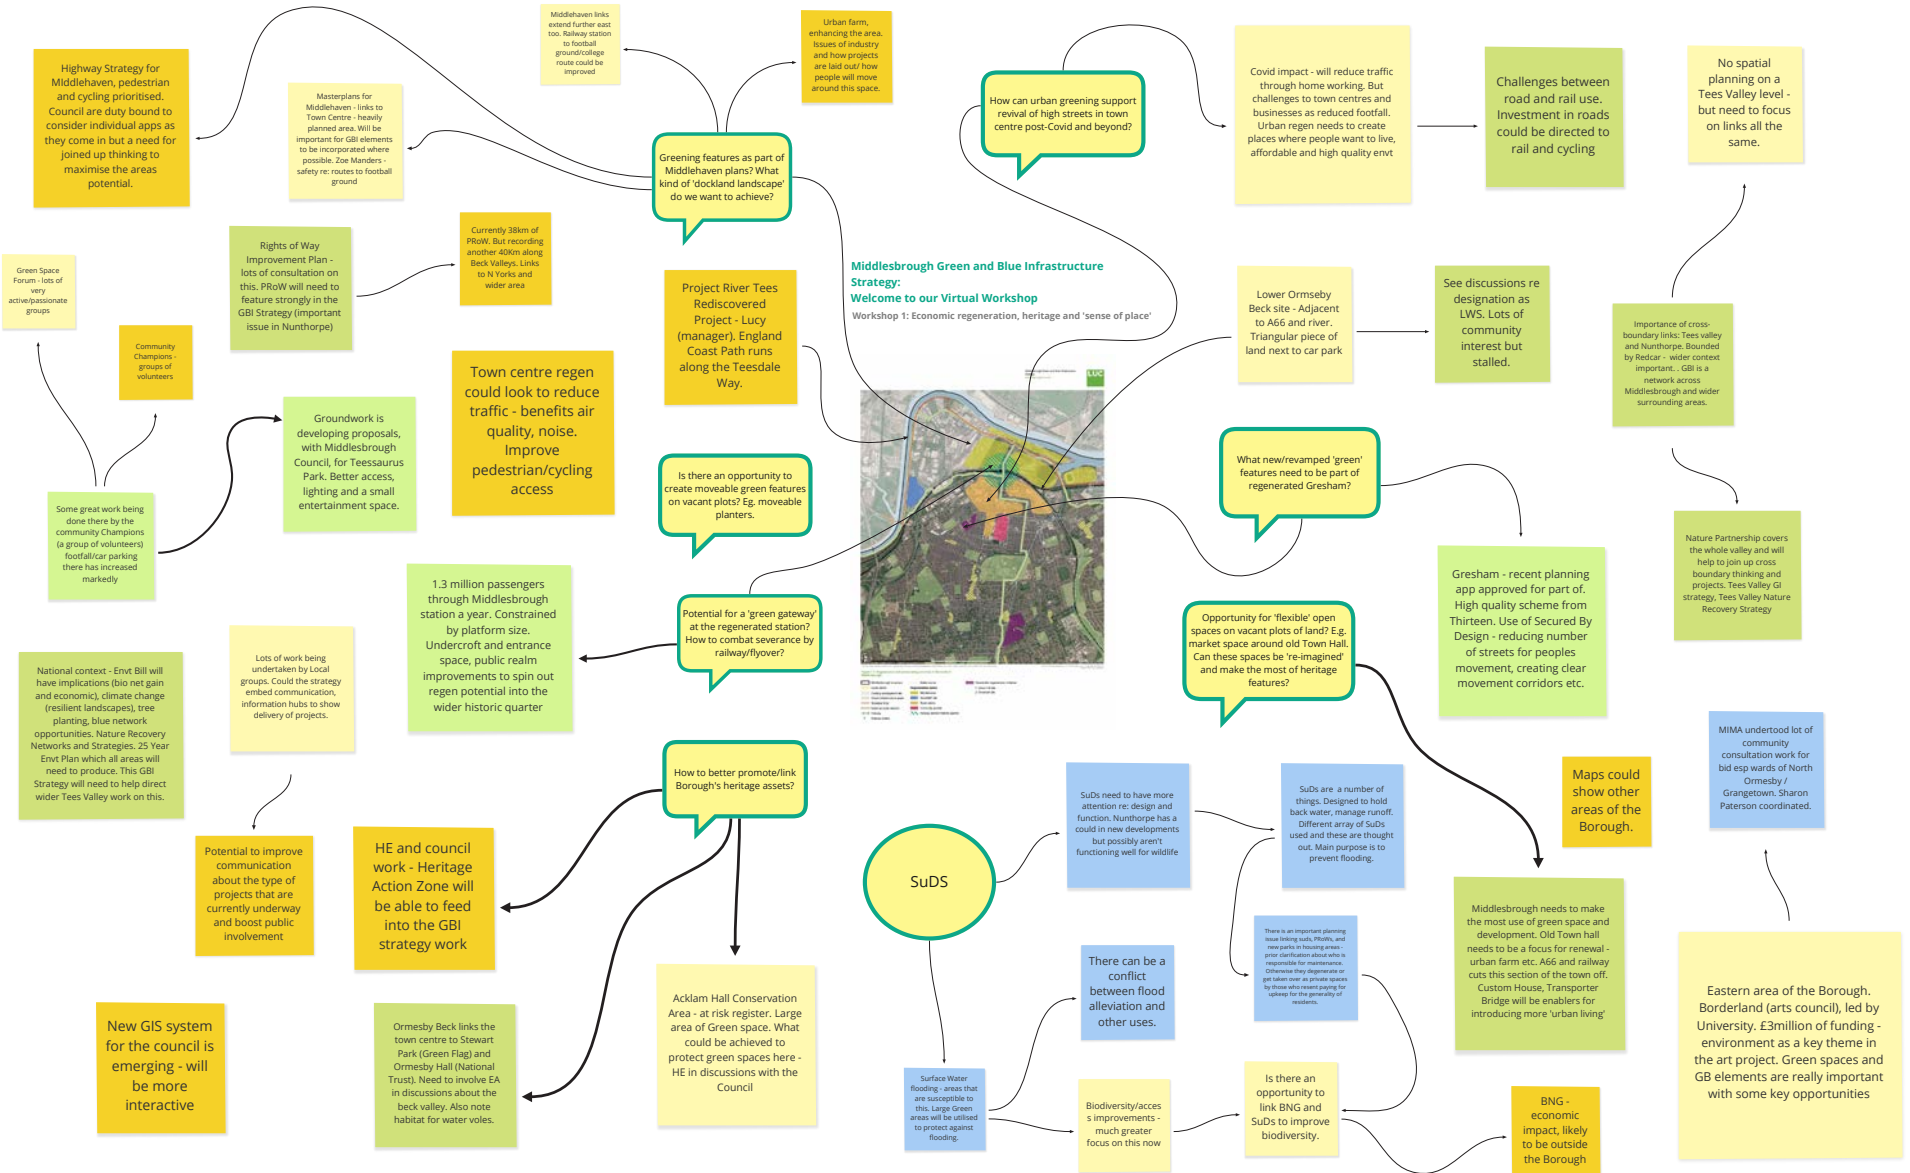 Middlehaven links
extend further east
too. Railway station
to football
ground/college
route could be
improved
Urban farm,
enhancing the area.
Issues of industry
and how projects
are laid out/ how
people will move
around this space.
Highway Strategy for
MIddlehaven, pedestrian
and cycling prioritised.
Council are duty bound to
consider individual apps as
they come in but a need for
joined up thinking to
maximise the areas
potential.
Masterplans for
Middlehaven - links to
Town Centre - heavily
planned area. Will be
important for GBI elements
to be incorporated where
possible. Zoe Manders -
safety re: routes to football
ground
Greening features as part of
Middlehaven plans? What
kind of 'dockland landscape'
do we want to achieve?
How can urban greening support
revival of high streets in town
centre post-Covid and beyond?
Covid impact - will reduce traffic
through home working. But
challenges to town centres and
businesses as reduced footfall.
Urban regen needs to create
places where people want to live,
affordable and high quality envt
Challenges between
road and rail use.
Investment in roads
could be directed to
rail and cycling
No spatial
planning on a
Tees Valley level -
but need to focus
on links all the
same.
Green Space
Forum - lots of
very
active/passionate
groups
Rights of Way
Improvement Plan -
lots of consultation on
this. PRoW will need to
feature strongly in the
GBI Strategy (important
issue in Nunthorpe)
Currently 38km of
PRoW. But recording
another 40Km along
Beck Valleys. Links
to N Yorks and
wider area
Community
Champions -
groups of
volunteers
Project River Tees
Rediscovered
Project - Lucy
(manager). England
Coast Path runs
along the Teesdale
Way.
Middlesbrough Green and Blue Infrastructure
Strategy:
Welcome to our Virtual Workshop
Workshop 1: Economic regeneration, heritage and 'sense of place'
LUC
Lower Ormseby
Beck site - Adjacent
to A66 and river.
Triangular piece of
land next to car park
See discussions re
designation as
LWS. Lots of
community
interest but
stalled.
Importance of cross-
boundary links: Tees valley
and Nunthorpe. Bounded
by Redcar - wider context
important. . GBI is a
network across
Middlesbrough and wider
surrounding areas.
Town centre regen
could look to reduce
traffic - benefits air
quality, noise.
Improve
pedestrian/cycling
access
Groundwork is
developing proposals,
with Middlesbrough
Council, for Teessaurus
Park. Better access,
lighting and a small
entertainment space.
Some great work being
done there by the
community Champions
(a group of volunteers)
footfall/car parking
there has increased
markedly
Is there an opportunity to
create moveable green features
on vacant plots? Eg. moveable
planters.
What new/revamped 'green'
features need to be part of
regenerated Gresham?
Nature Partnership covers
the whole valley and will
help to join up cross
boundary thinking and
projects. Tees Valley GI
strategy, Tees Valley Nature
Recovery Strategy
1.3 million passengers
through Middlesbrough
station a year. Constrained
by platform size.
Undercroft and entrance
space, public realm
improvements to spin out
regen potential into the
wider historic quarter
Potential for a 'green gateway'
at the regenerated station?
How to combat severance by
railway/flyover?
Opportunity for 'flexible' open
spaces on vacant plots of land? E.g.
market space around old Town Hall.
Can these spaces be 're-imagined'
and make the most of heritage
features?
Gresham - recent planning
app approved for part of.
High quality scheme from
Thirteen. Use of Secured By
Design - reducing number
of streets for peoples
movement, creating clear
movement corridors etc.
National context - Envt Bill will
have implications (bio net gain
and economic), climate change
(resilient landscapes), tree
planting, blue network
opportunities. Nature Recovery
Networks and Strategies. 25 Year
Envt Plan which all areas will
need to produce. This GBI
Strategy will need to help direct
wider Tees Valley work on this.
Lots of work being
undertaken by Local
groups. Could the strategy
embed communication,
information hubs to show
delivery of projects.
Potential to improve
communication
about the type of
projects that are
currently underway
and boost public
involvement
How to better promote/link
Borough's heritage assets?
HE and council
work - Heritage
Action Zone will
be able to feed
into the GBI
strategy work
SuDS
SuDs need to have more
attention re: design and
function. Nunthorpe has a
could in new developments
but possibly aren't
functioning well for wildlife
SuDs are a number of
things. Designed to hold
back water, manage runoff.
Different array of SuDs
used and these are thought
out. Main purpose is to
prevent flooding.
Maps could
show other
areas of the
Borough.
MIMA undertood lot of
community
consultation work for
bid esp wards of North
Ormesby /
Grangetown. Sharon
Paterson coordinated.
There is an important planning
issue linking suds, PRoWs, and
new parks in housing areas -
prior clarification about who is
responsible for maintenance.
Otherwise they degenerate or
get taken over as private spaces
by those who resent paying for
upkeep for the generality of
residents.
Middlesbrough needs to make
the most use of green space and
development. Old Town hall
needs to be a focus for renewal -
urban farm etc. A66 and railway
cuts this section of the town off.
Custom House, Transporter
Bridge will be enablers for
introducing more 'urban living'
There can be a
conflict
between flood
alleviation and
other uses.
New GIS system
for the council is
emerging - will
be more
interactive
Ormesby Beck links the
town centre to Stewart
Park (Green Flag) and
Ormesby Hall (National
Trust). Need to involve EA
in discussions about the
beck valley. Also note
habitat for water voles.
Acklam Hall Conservation
Area - at risk register. Large
area of Green space. What
could be achieved to
protect green spaces here -
HE in discussions with the
Council
Surface Water
flooding - areas that
are susceptible to
this. Large Green
areas will be utilised
to protect against
flooding.
Biodiversity/acces
s improvements -
much greater
focus on this now
Is there an
opportunity to
link BNG and
SuDs to improve
biodiversity.
BNG -
economic
impact, likely
to be outside
the Borough
Eastern area of the Borough.
Borderland (arts council), led by
University. £3million of funding -
environment as a key theme in
the art project. Green spaces and
GB elements are really important
with some key opportunities